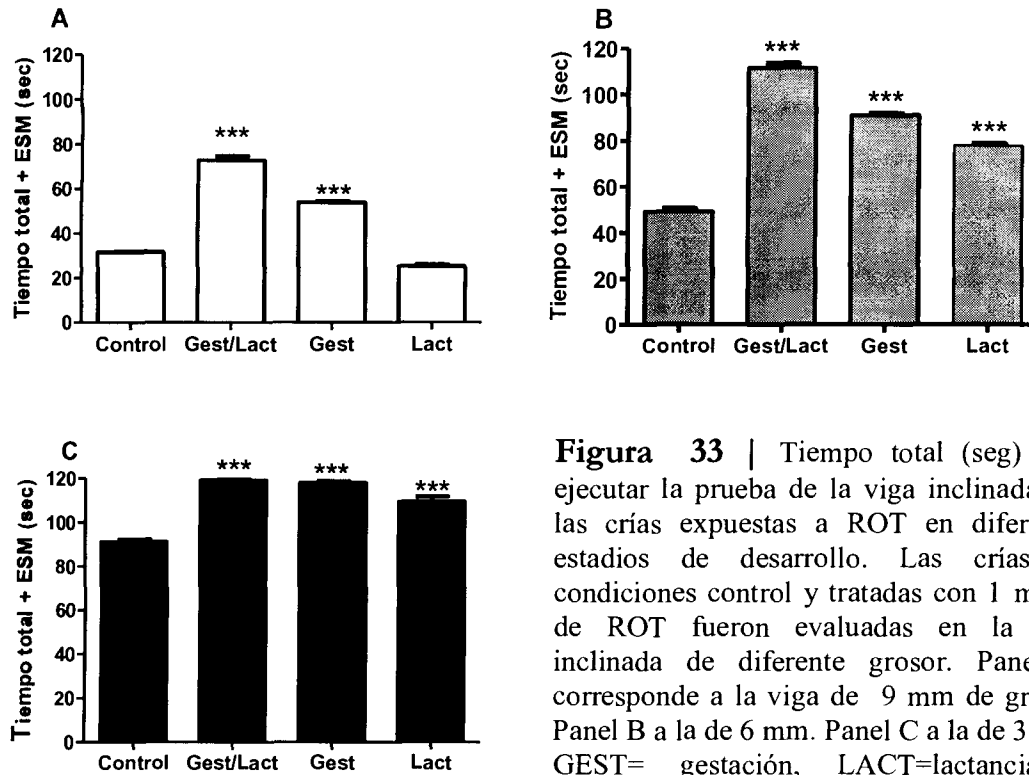 A
Tiempo total + ESM (sec)
120
100
80
60
40
20
0
***
***
Control Gest/Lact Gest Lact
B
Tiempo total + ESM (sec)
120
100
80
60
40
20
0
***
***
***
Control Gest/Lact Gest Lact
C
Tiempo total + ESM (sec)
120
100
80
60
40
20
0
***
***
***
Control Gest/Lact Gest Lact
Figura 33 | Tiempo total (seg)
ejecutar la prueba de la viga inclinada
las crías expuestas a ROT en difer
estadios de desarrollo. Las crías
condiciones control y tratadas con 1 m
de ROT fueron evaluadas en la
inclinada de diferente grosor. Pane
corresponde a la viga de 9 mm de gr
Panel B a la de 6 mm. Panel C a la de 3
GEST= gestación, LACT=lactancia